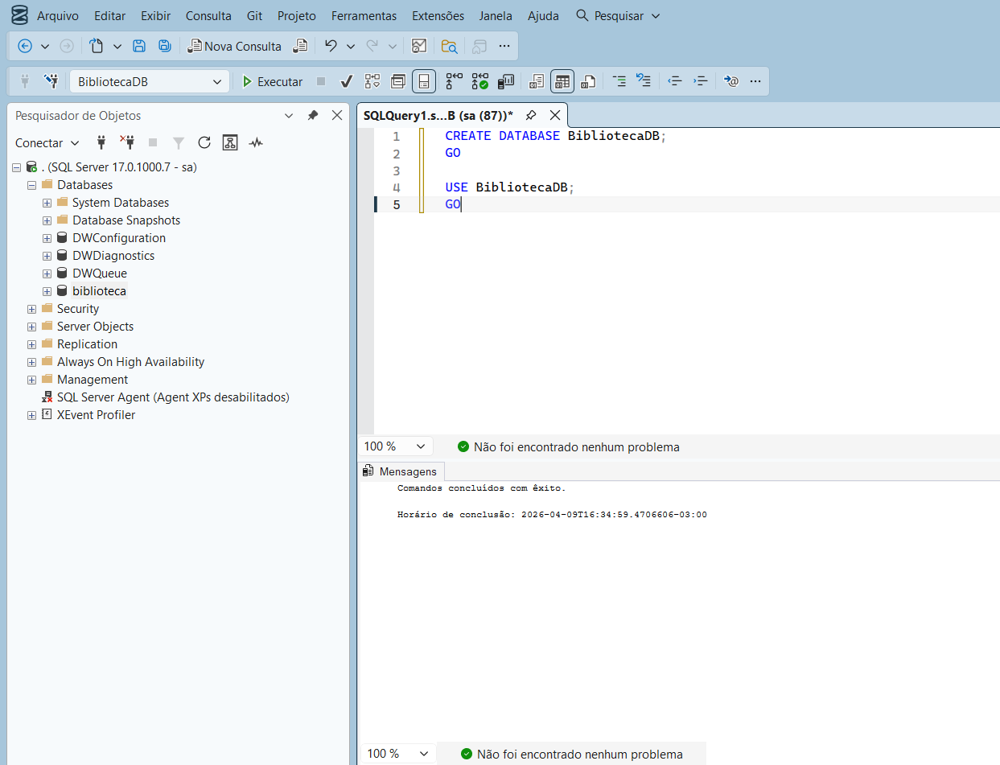 Arquivo Editar Exibir Consulta Git Projeto Ferramentas Extensões Janela Ajuda Pesquisar
Nova Consulta
BibliotecaDB Executar
Pesquisador de Objetos
Conectar
. (SQL Server 17.0.1000.7 - sa)
Databases
System Databases
Database Snapshots
DWConfiguration
DWDiagnostics
DWQueue
biblioteca
Security
Server Objects
Replication
Always On High Availability
Management
SQL Server Agent (Agent XPs desabilitados)
XEvent Profiler
SQLQuery1.s...B (sa (87))*
1 CREATE DATABASE BibliotecaDB;
2 GO
3
4 USE BibliotecaDB;
5 GO
100 % Não foi encontrado nenhum problema
Mensagens
Comandos concluídos com êxito.
Horário de conclusão: 2026-04-09T16:34:59.4706606-03:00
100 % Não foi encontrado nenhum problema